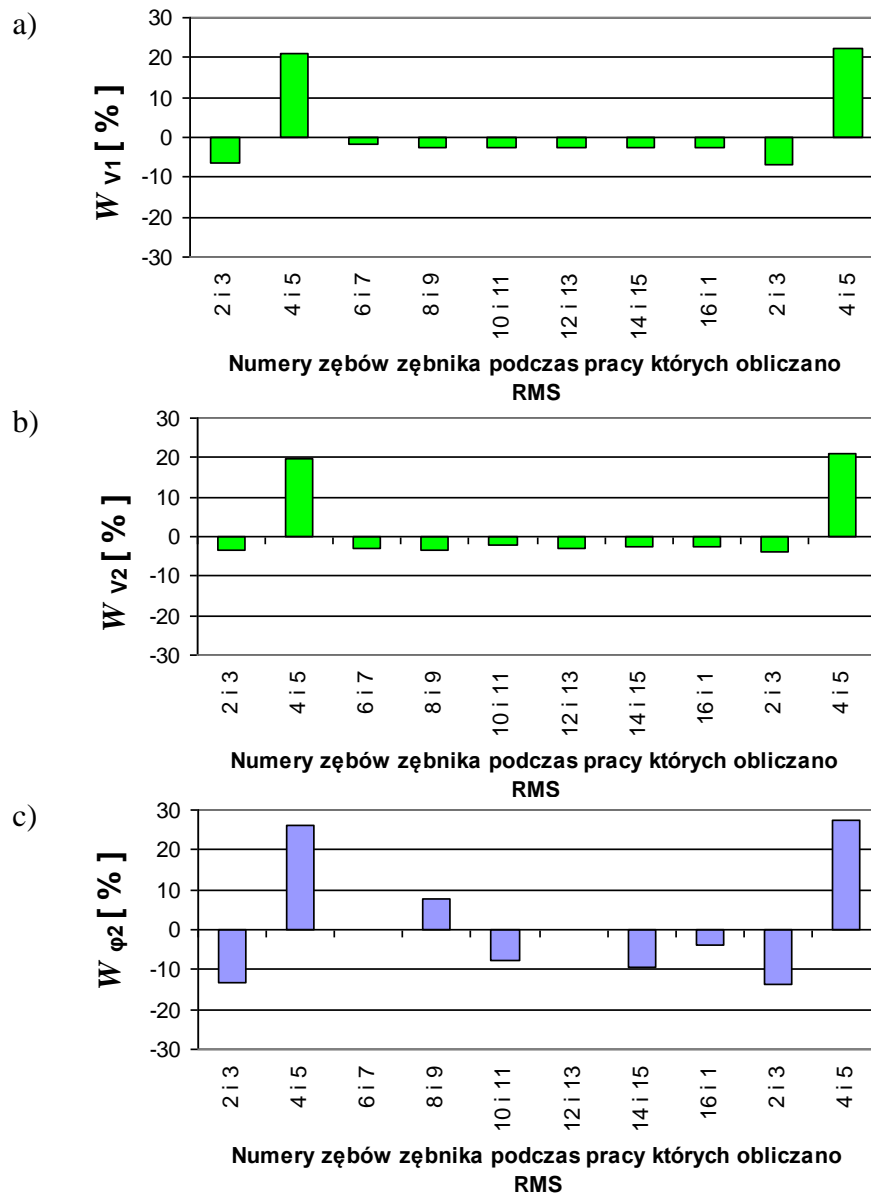 a)
30
20
10
0
-10
-20
-30
W V1 [ % ]
2 i 3
4 i 5
6 i 7
8 i 9
10 i 11
12 i 13
14 i 15
16 i 1
2 i 3
4 i 5
Numery zębów zębnika podczas pracy których obliczano
RMS
b)
30
20
10
0
-10
-20
-30
W V2 [ % ]
2 i 3
4 i 5
6 i 7
8 i 9
10 i 11
12 i 13
14 i 15
16 i 1
2 i 3
4 i 5
Numery zębów zębnika podczas pracy których obliczano
RMS
c)
30
20
10
0
-10
-20
-30
W φ2 [ % ]
2 i 3
4 i 5
6 i 7
8 i 9
10 i 11
12 i 13
14 i 15
16 i 1
2 i 3
4 i 5
Numery zębów zębnika podczas pracy których obliczano
RMS